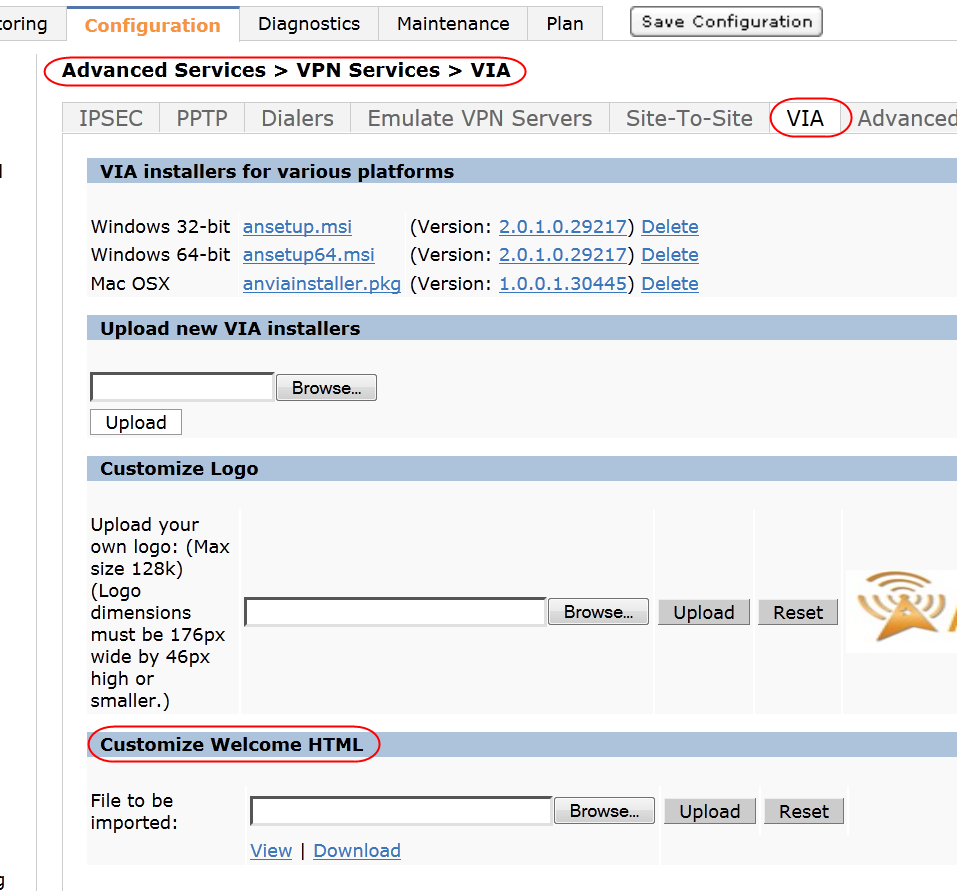 toring Configuration Diagnostics Maintenance Plan Save Configuration
Advanced Services > VPN Services > VIA
IPSEC PPTP Dialers Emulate VPN Servers Site-To-Site VIA Advanced
VIA installers for various platforms
Windows 32-bit ansetup.msi (Version: 2.0.1.0.29217) Delete
Windows 64-bit ansetup64.msi (Version: 2.0.1.0.29217) Delete
Mac OSX anviainstaller.pkg (Version: 1.0.0.1.30445) Delete
Upload new VIA installers
Browse...
Upload
Customize Logo
Upload your
own logo: (Max
size 128k)
(Logo
dimensions
must be 176px
wide by 46px
high or
smaller.)
Browse... Upload Reset
Customize Welcome HTML
File to be
imported:
Browse... Upload Reset
View | Download